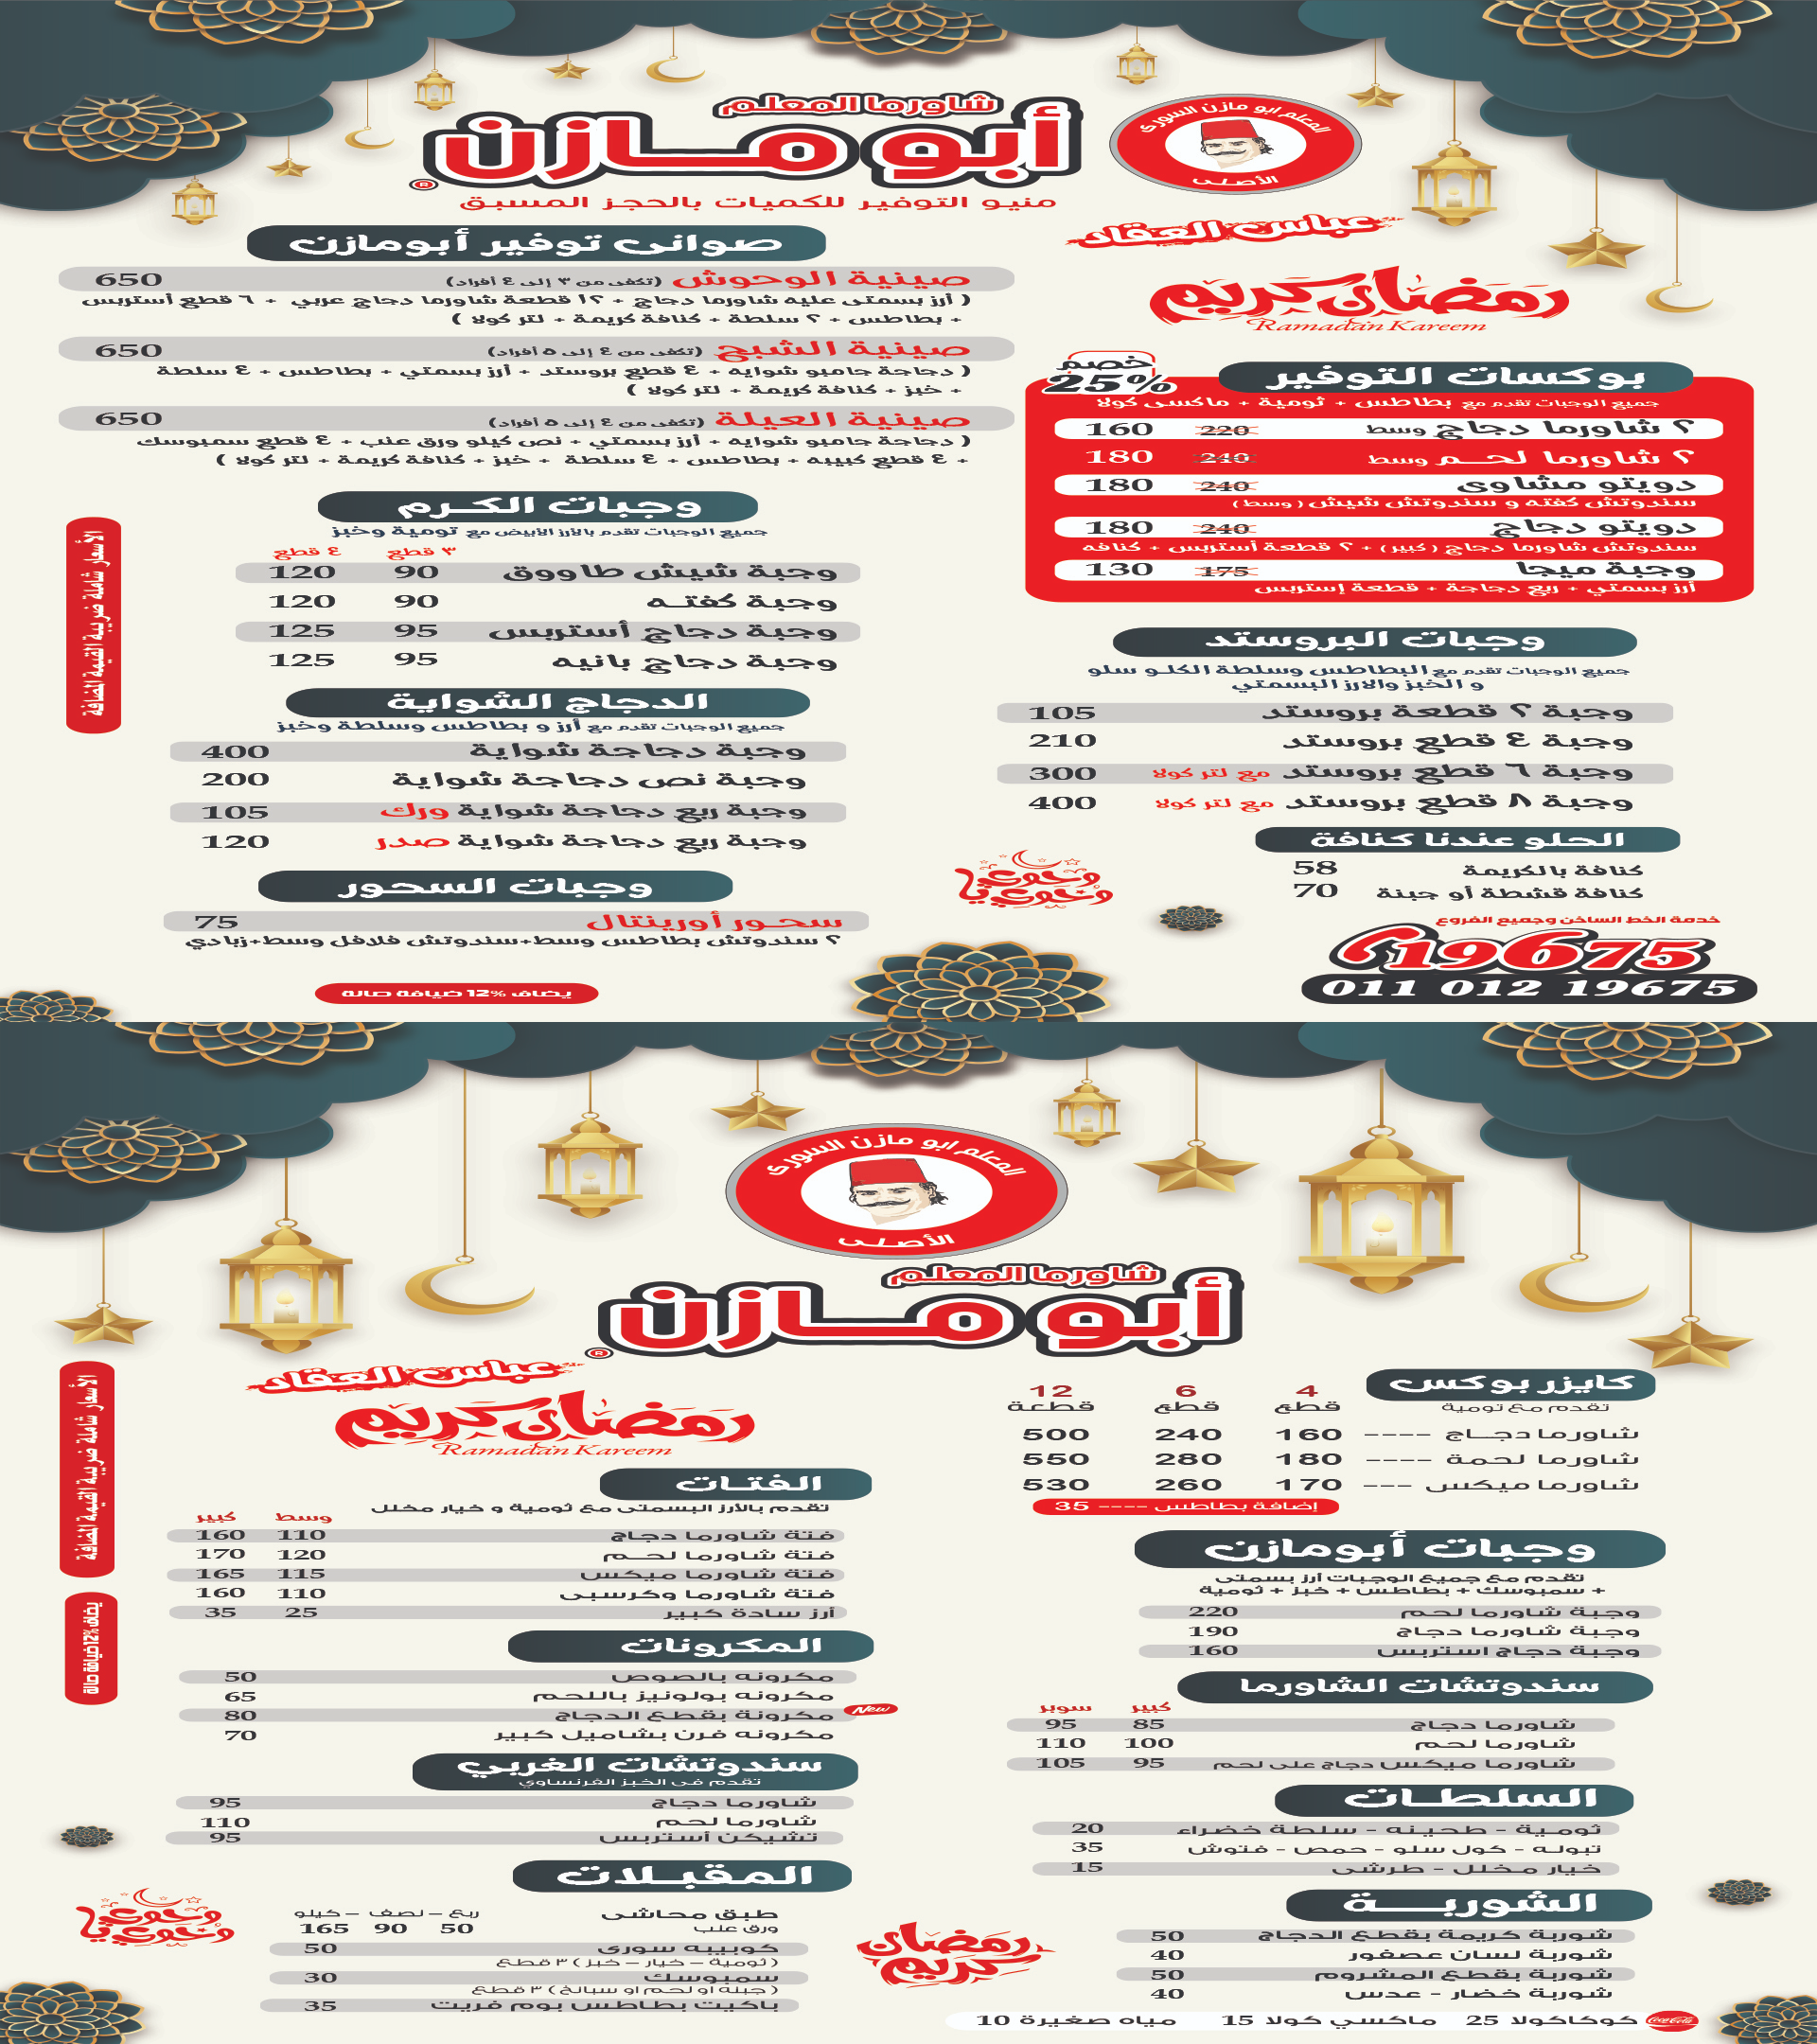 شاورما المعلم
أبو مازن
®
منيو التوفير للكميات بالحجز المسبق
المعلم ابو مازن السورى
الأصلى
عباس العقاد
رمضان كريم
Ramadan Kareem
خصم
25%
بوكسات التوفير
جميع الوجبات تقدم مع بطاطس + ثومية + ماكسى كولا
٢ شاورما دجاج وسط 220 160
٢ شاورما لحم وسط 240 180
دويتو مشاوى 240 180
سندوتش كفته و سندوتش شيش ( وسط )
دويتو دجاج 240 180
سندوتش شاورما دجاج ( كبير ) + ٢ قطعة أستربس + كنافه
وجبة ميجا 175 130
أرز بسمتي + ربع دجاجة + قطعة إستربس
وجبات البروستد
جميع الوجبات تقدم مع البطاطس وسلطة الكلـو سلو
و الخبز والارز البسمتي
وجبة ٢ قطعة بروستد 105
وجبة ٤ قطع بروستد 210
وجبة ٦ قطع بروستد مع لتر كولا 300
وجبة ٨ قطع بروستد مع لتر كولا 400
الحلو عندنا كنافة
كنافة بالكريمة 58
كنافة قشطة أو جبنة 70
خدمة الخط الساخن وجميع الفروع
19675
011 012 19675
وحوي يا وحوي
صوانى توفير أبومازن
صينية الوحوش (تكفى من ٣ إلى ٤ أفراد) 650
( أرز بسمتى عليه شاورما دجاج + ١٢ قطعة شاورما دجاج عربي + ٦ قطع أستربس
+ بطاطس + ٢ سلطة + كنافة كريمة + لتر كولا )
صينية الشبح (تكفى من ٤ إلى ٥ أفراد) 650
( دجاجة جامبو شوايه + ٤ قطع بروستد + أرز بسمتي + بطاطس + ٤ سلطة
+ خبز + كنافة كريمة + لتر كولا )
صينية العيلة (تكفى من ٤ إلى ٥ أفراد) 650
( دجاجة جامبو شوايه + أرز بسمتي + نص كيلو ورق عنب + ٤ قطع سمبوسك
+ ٤ قطع كبيبه + بطاطس + ٤ سلطة + خبز + كنافة كريمة + لتر كولا )
وجبات الكـرم
جميع الوجبات تقدم بالارز الابيض مع تومية وخبز
٣ قطع ٤ قطع
وجبة شيش طاووق 90 120
وجبة كفتـه 90 120
وجبة دجاج أستربس 95 125
وجبة دجاج بانيه 95 125
الدجاج الشواية
جميع الوجبات تقدم مع أرز و بطاطس وسلطة وخبز
وجبة دجاجة شواية 400
وجبة نص دجاجة شواية 200
وجبة ربع دجاجة شواية ورك 105
وجبة ربع دجاجة شواية صدر 120
وجبات السحور
سحـور أورينتال 75
٢ سندوتش بطاطس وسط+سندوتش فلافل وسط+زبادي
يضاف 12% ضيافة صالة
الأسعار شاملة ضريبة القيمة المضافة
المعلم ابو مازن السورى
الأصلى
شاورما المعلم
أبو مازن
®
كايزر بوكس
تقدم مع تومية
4 قطع 6 قطع 12 قطعة
شاورما دجـاج ---- 160 240 500
شاورما لحمة ---- 180 280 550
شاورما ميكس --- 170 260 530
إضافة بطاطس ---- 35
وجبات أبومازن
تقدم مع جميع الوجبات أرز بسمتى
+ سمبوسك + بطاطس + خبز + ثومية
وجبة شاورما لحم 220
وجبة شاورما دجاج 190
وجبة دجاج استربس 160
سندوتشات الشاورما
كبير سوبر
شاورما دجاج 85 95
شاورما لحم 100 110
شاورما ميكس دجاج على لحم 95 105
السلطـات
ثومية - طحينه - سلطة خضراء 20
تبوله - كول سلو - حمص - فتوش 35
خيار مخلل - طرشى 15
الشوربـــة
شوربة كريمة بقطع الدجاج 50
شوربة لسان عصفور 40
شوربة بقطع المشروم 50
شوربة خضار - عدس 40
Coca-Cola كوكاكولا 25 ماكسي كولا 15 مياه صغيرة 10
عباس العقاد
رمضان كريم
Ramadan Kareem
الفتـات
تقدم بالارز البسمتى مع ثومية و خيار مخلل
وسط كبير
فتة شاورما دجاج 110 160
فتة شاورما لحـم 120 170
فتة شاورما ميكس 115 165
فتة شاورما وكرسبى 110 160
أرز سادة كبير 25 35
المكرونات
مكرونه بالصوص 50
مكرونه بولونيز باللحم 65
New مكرونة بقطع الدجاج 80
مكرونه فرن بشاميل كبير 70
سندوتشات الغربي
تقدم فى الخبز الفرنساوي
شاورما دجاج 95
شاورما لحم 110
تشيكن أستربس 95
المقبـلات
طبق محاشى ربع – نصف – كيلو
ورق عنب 50 90 165
كوبيبه سورى 50
( ثومية – خيار – خبز ) ٣ قطع
سمبوسك 30
( جبنه او لحم او سبانخ ) ٣ قطع
باكيت بطاطس بوم فريت 35
الأسعار شاملة ضريبة القيمة المضافة
يضاف 12% ضيافة صالة
وحوي يا وحوي
رمضان كريم